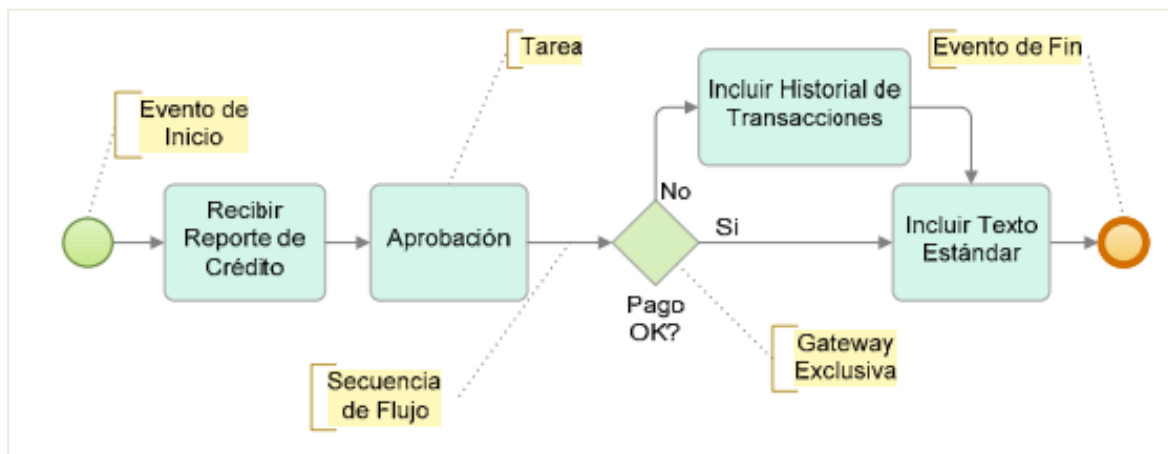 Tarea
Evento de Fin
Evento de
Inicio
Incluir Historial de
Transacciones
No
Recibir
Reporte de
Crédito
Aprobación
Si
Incluir Texto
Estándar
Pago
OK?
Gateway
Exclusiva
Secuencia
de Flujo